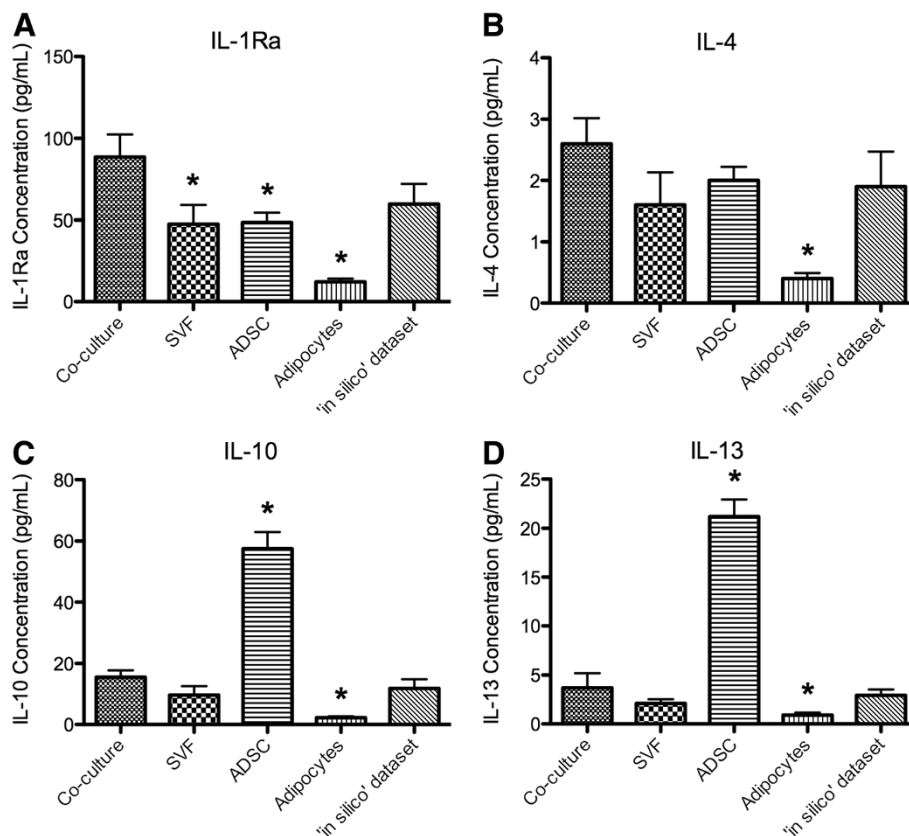 A
IL-1Ra
IL-1Ra Concentration (pg/mL)
150
100
50
0
*
*
*
Co-culture
SVF
ADSC
Adipocytes
'in silico' dataset
B
IL-4
IL-4 Concentration (pg/mL)
4
3
2
1
0
*
Co-culture
SVF
ADSC
Adipocytes
'in silico' dataset
C
IL-10
IL-10 Concentration (pg/mL)
80
60
40
20
0
*
*
Co-culture
SVF
ADSC
Adipocytes
'in silico' dataset
D
IL-13
IL-13 Concentration (pg/mL)
25
20
15
10
5
0
*
*
Co-culture
SVF
ADSC
Adipocytes
'in silico' dataset